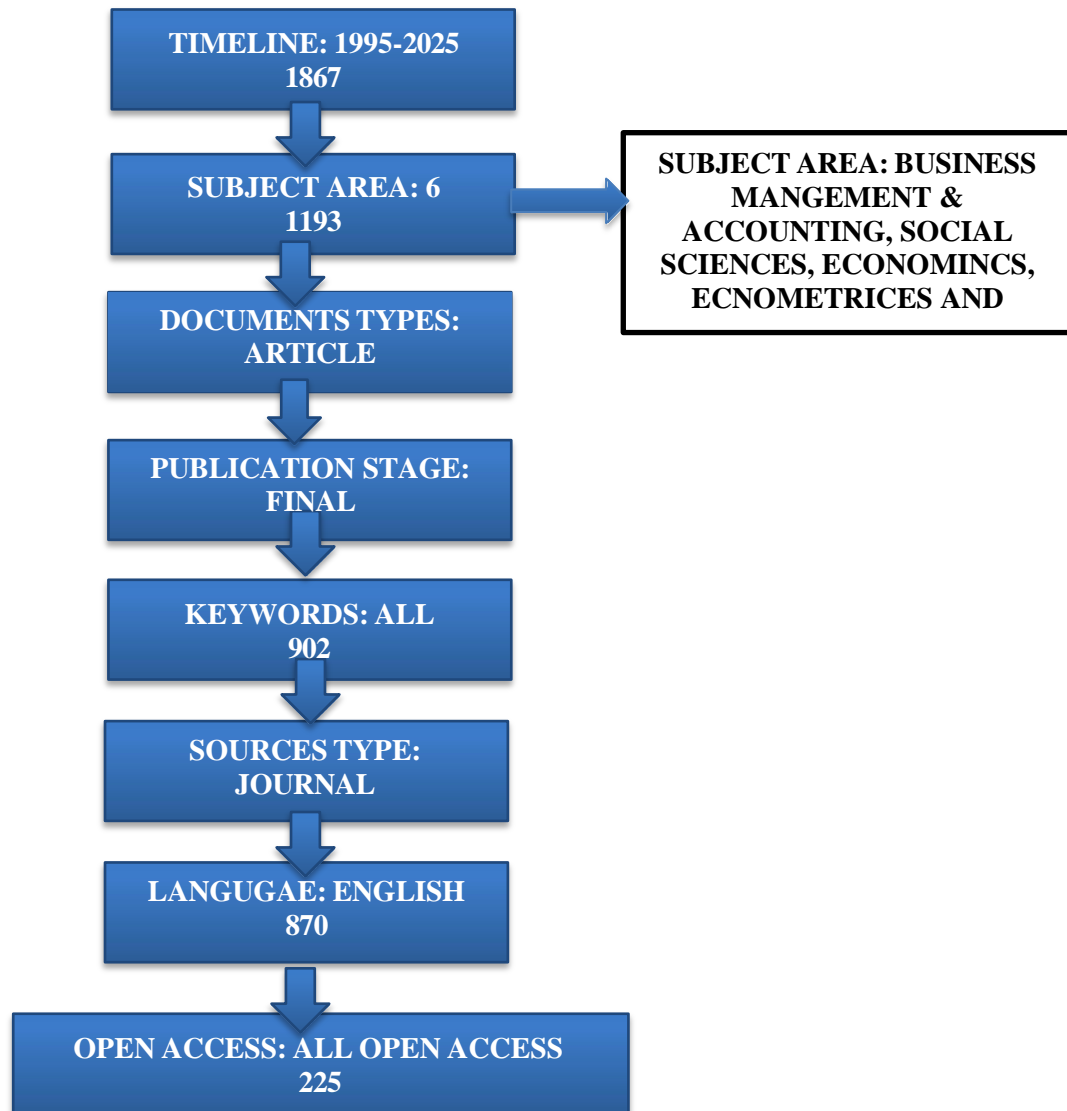 TIMELINE: 1995-2025
1867
SUBJECT AREA: 6
1193
SUBJECT AREA: BUSINESS
MANGEMENT &
ACCOUNTING, SOCIAL
SCIENCES, ECONOMINCS,
ECNOMETRICES AND
DOCUMENTS TYPES:
ARTICLE
PUBLICATION STAGE:
FINAL
KEYWORDS: ALL
902
SOURCES TYPE:
JOURNAL
LANGUGAE: ENGLISH
870
OPEN ACCESS: ALL OPEN ACCESS
225